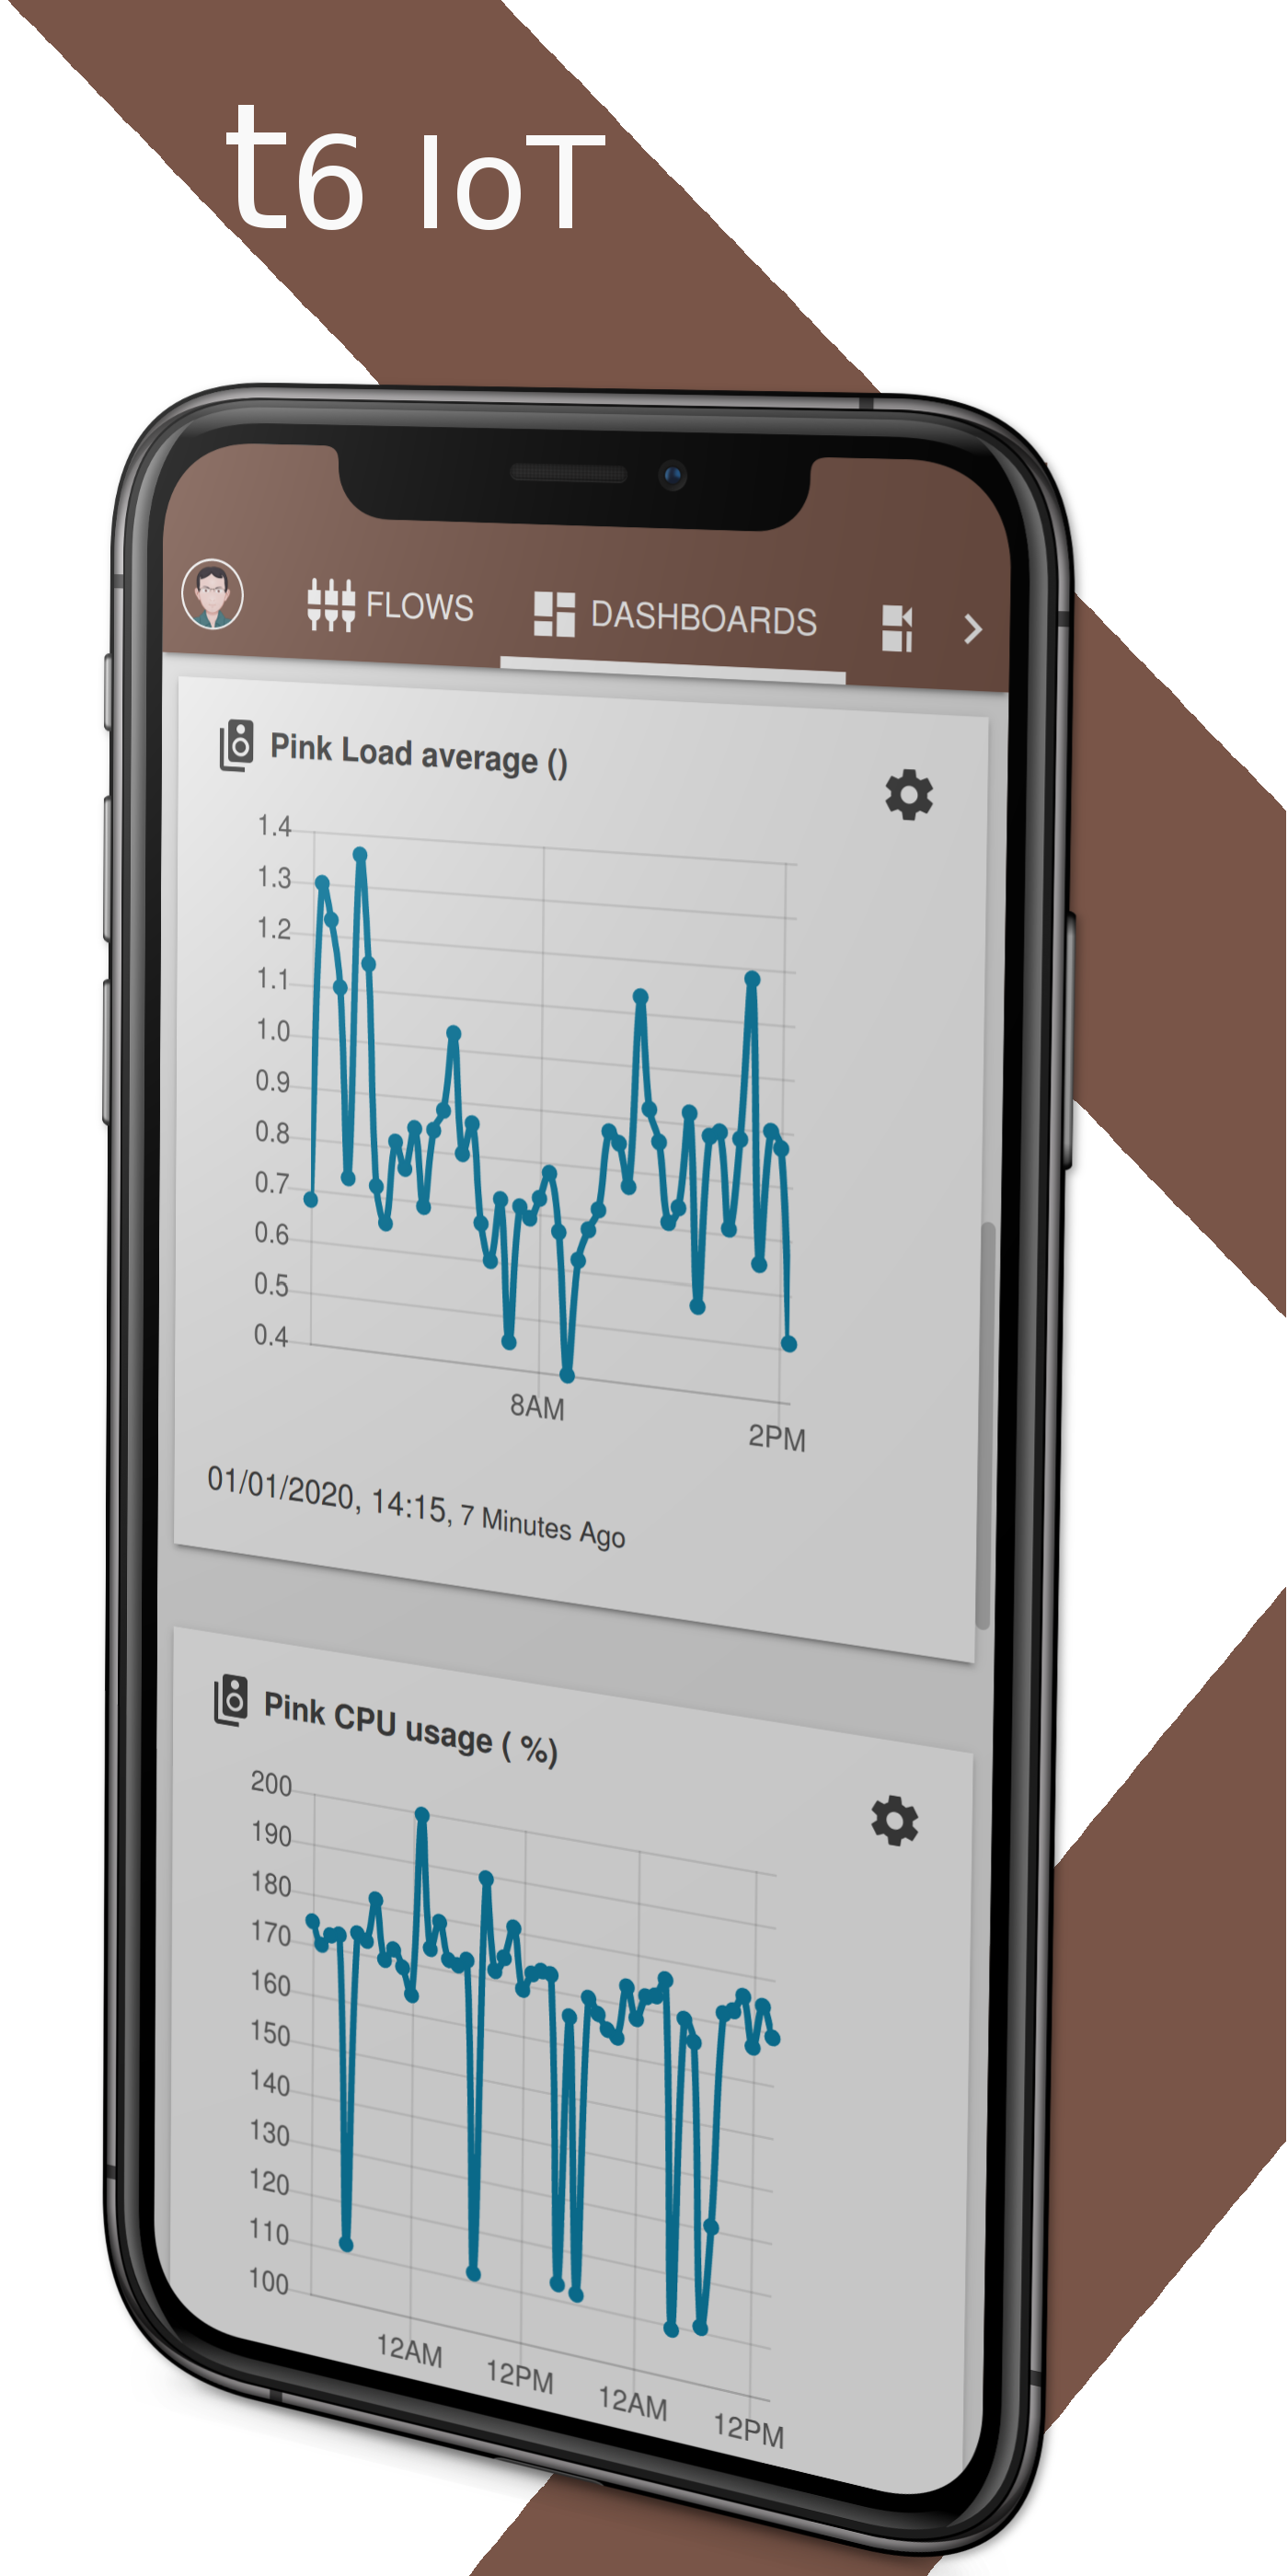 t6 IoT
FLOWS
DASHBOARDS
Pink Load average ()
1.4
1.3
1.2
1.1
1.0
0.9
0.8
0.7
0.6
0.5
0.4
8AM
2PM
01/01/2020, 14:15, 7 Minutes Ago
Pink CPU usage ( %)
200
190
180
170
160
150
140
130
120
110
100
12AM
12PM
12AM
12PM